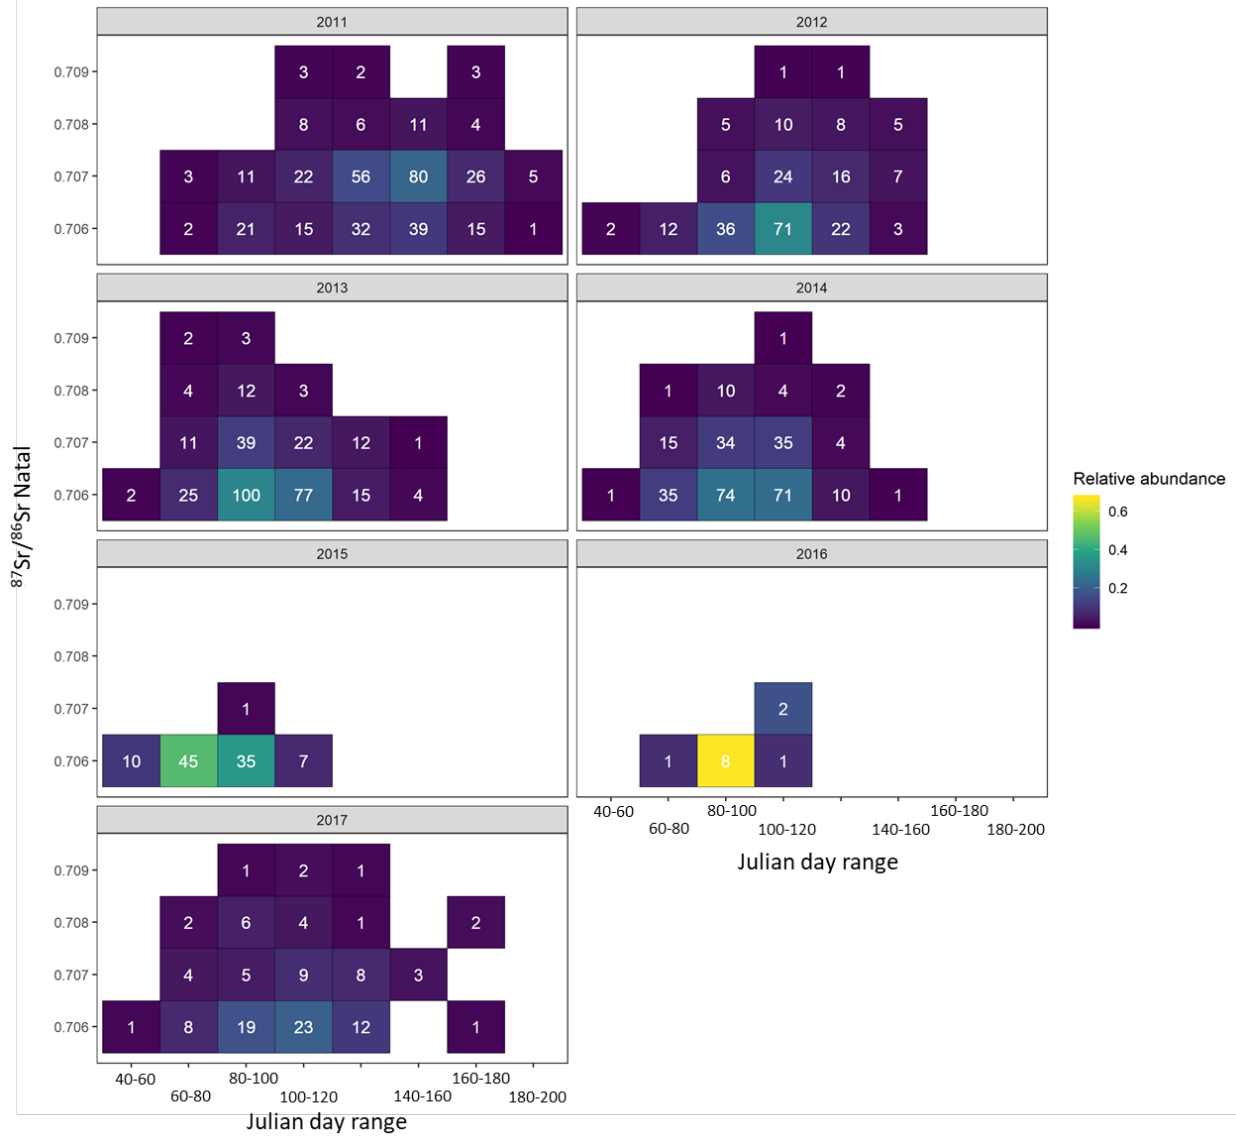 2011 2012
0.709 3 2 3 1 1
0.708 8 6 11 4 5 10 8 5
0.707 3 11 22 56 80 26 5 6 24 16 7
0.706 2 21 15 32 39 15 1 2 12 36 71 22 3
2013 2014
0.709 2 3 1
0.708 4 12 3 1 10 4 2
0.707 11 39 22 12 1 15 34 35 4
0.706 2 25 100 77 15 4 1 35 74 71 10 1
87Sr/86Sr Natal
Relative abundance
0.6
0.4
0.2
2015 2016
0.709
0.708
0.707 1 2
0.706 10 45 35 7 1 8 1
40-60 80-100 160-180
60-80 100-120 140-160 180-200
Julian day range
2017
0.709 1 2 1
0.708 2 6 4 1 2
0.707 4 5 9 8 3
0.706 1 8 19 23 12 1
40-60 80-100 160-180
60-80 100-120 140-160 180-200
Julian day range